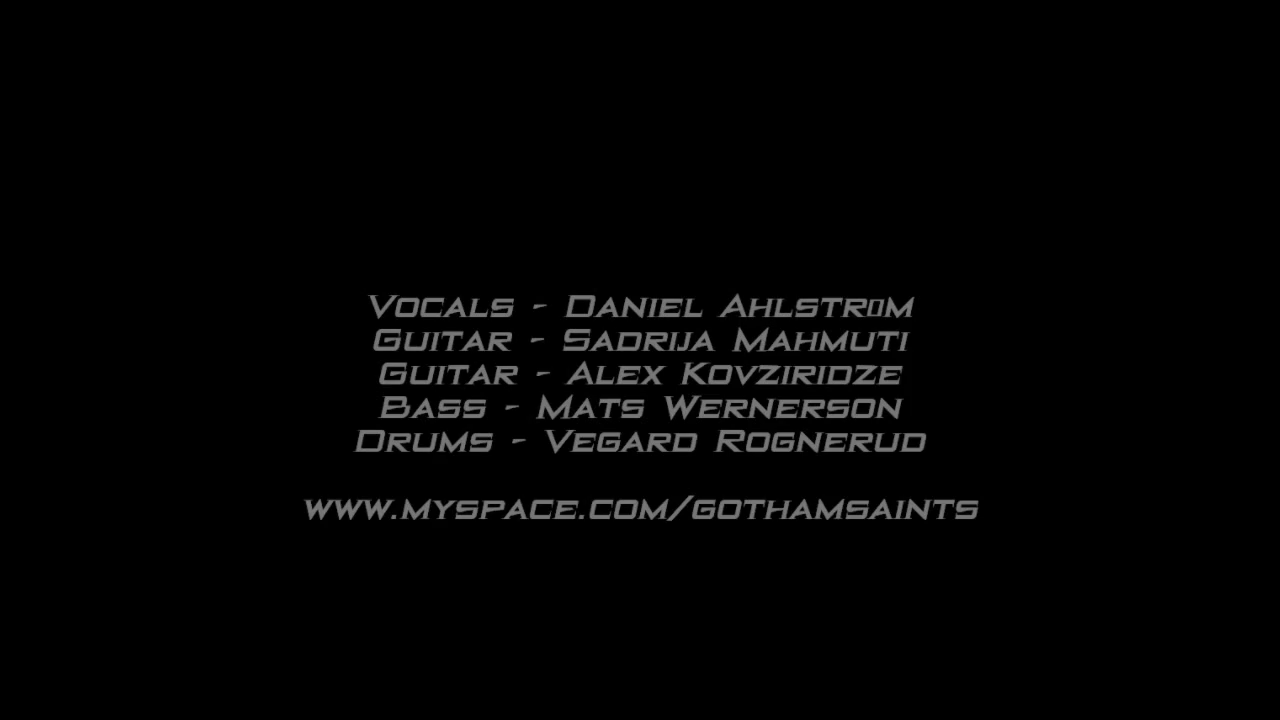 Vocals - Daniel Ahlstr▯m
Guitar - Sadrija Mahmuti
Guitar - Alex Kovziridze
Bass - Mats Wernerson
Drums - Vegard Rognerud
www.myspace.com/gothamsaints